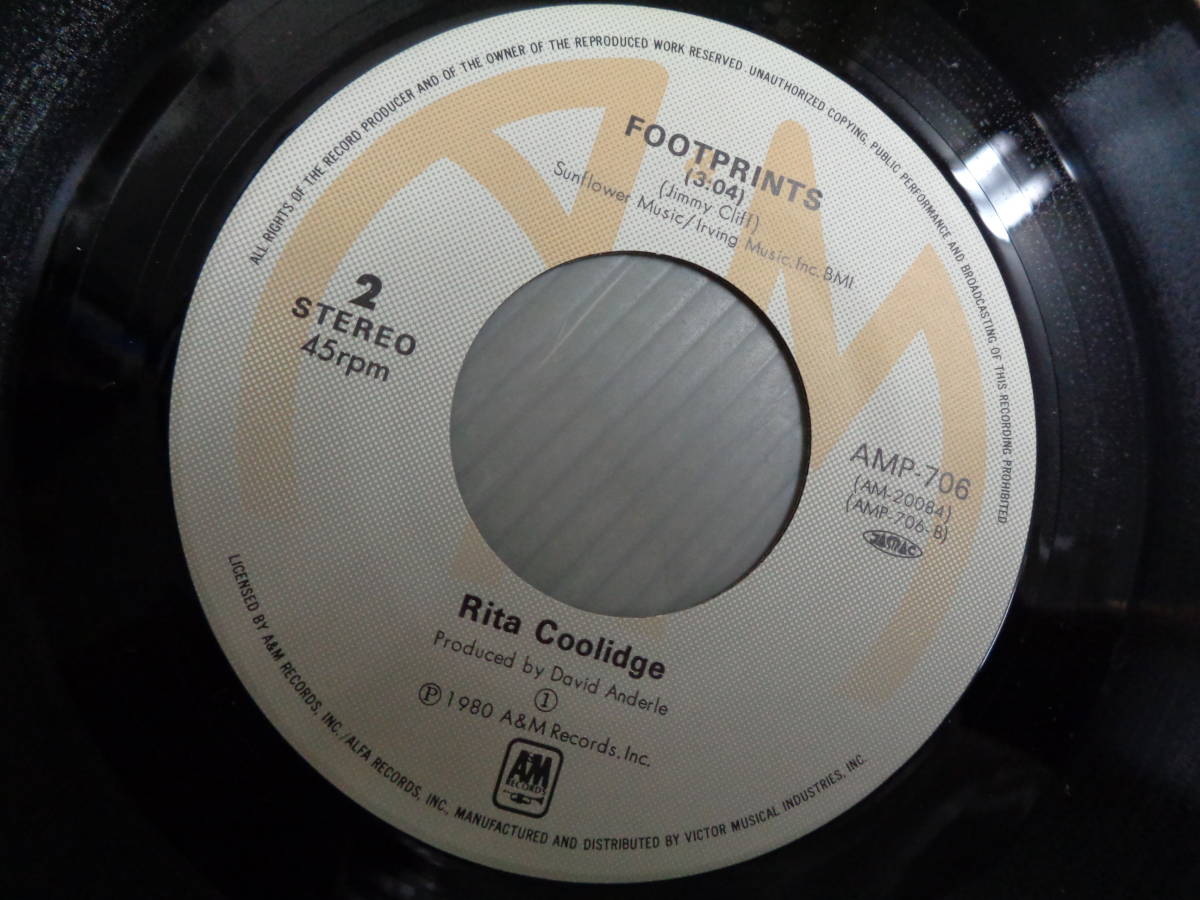 ALL RIGHTS OF THE RECORD PRODUCER AND OF THE OWNER OF THE REPRODUCED WORK RESERVED. UNAUTHORIZED COPYING, PUBLIC PERFORMANCE AND BROADCASTING OF THIS RECORDING PROHIBITED
FOOTPRINTS
(3:04)
(Jimmy Cliff)
Sunflower Music/Irving Music.Inc.BMI
2
STEREO
45rpm
AMP-706
(AM-20084)
(AMP-706-B)
JASRAC
Rita Coolidge
Produced by David Anderle
①
Ⓟ1980 A&M Records.Inc.
A&M
RECORDS
LICENSED BY A&M RECORDS, INC./ALFA RECORDS, INC. MANUFACTURED AND DISTRIBUTED BY VICTOR MUSICAL INDUSTRIES, INC.